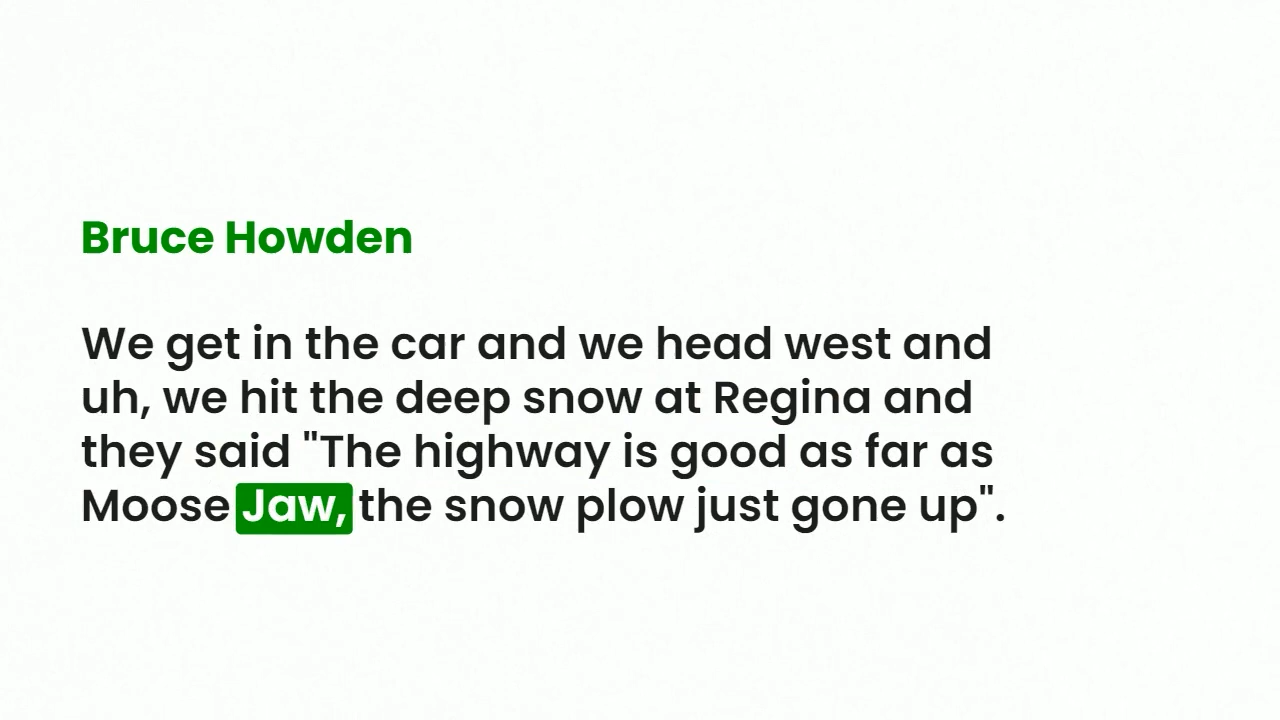 Bruce Howden
We get in the car and we head west and
uh, we hit the deep snow at Regina and
they said "The highway is good as far as
Moose Jaw, the snow plow just gone up".